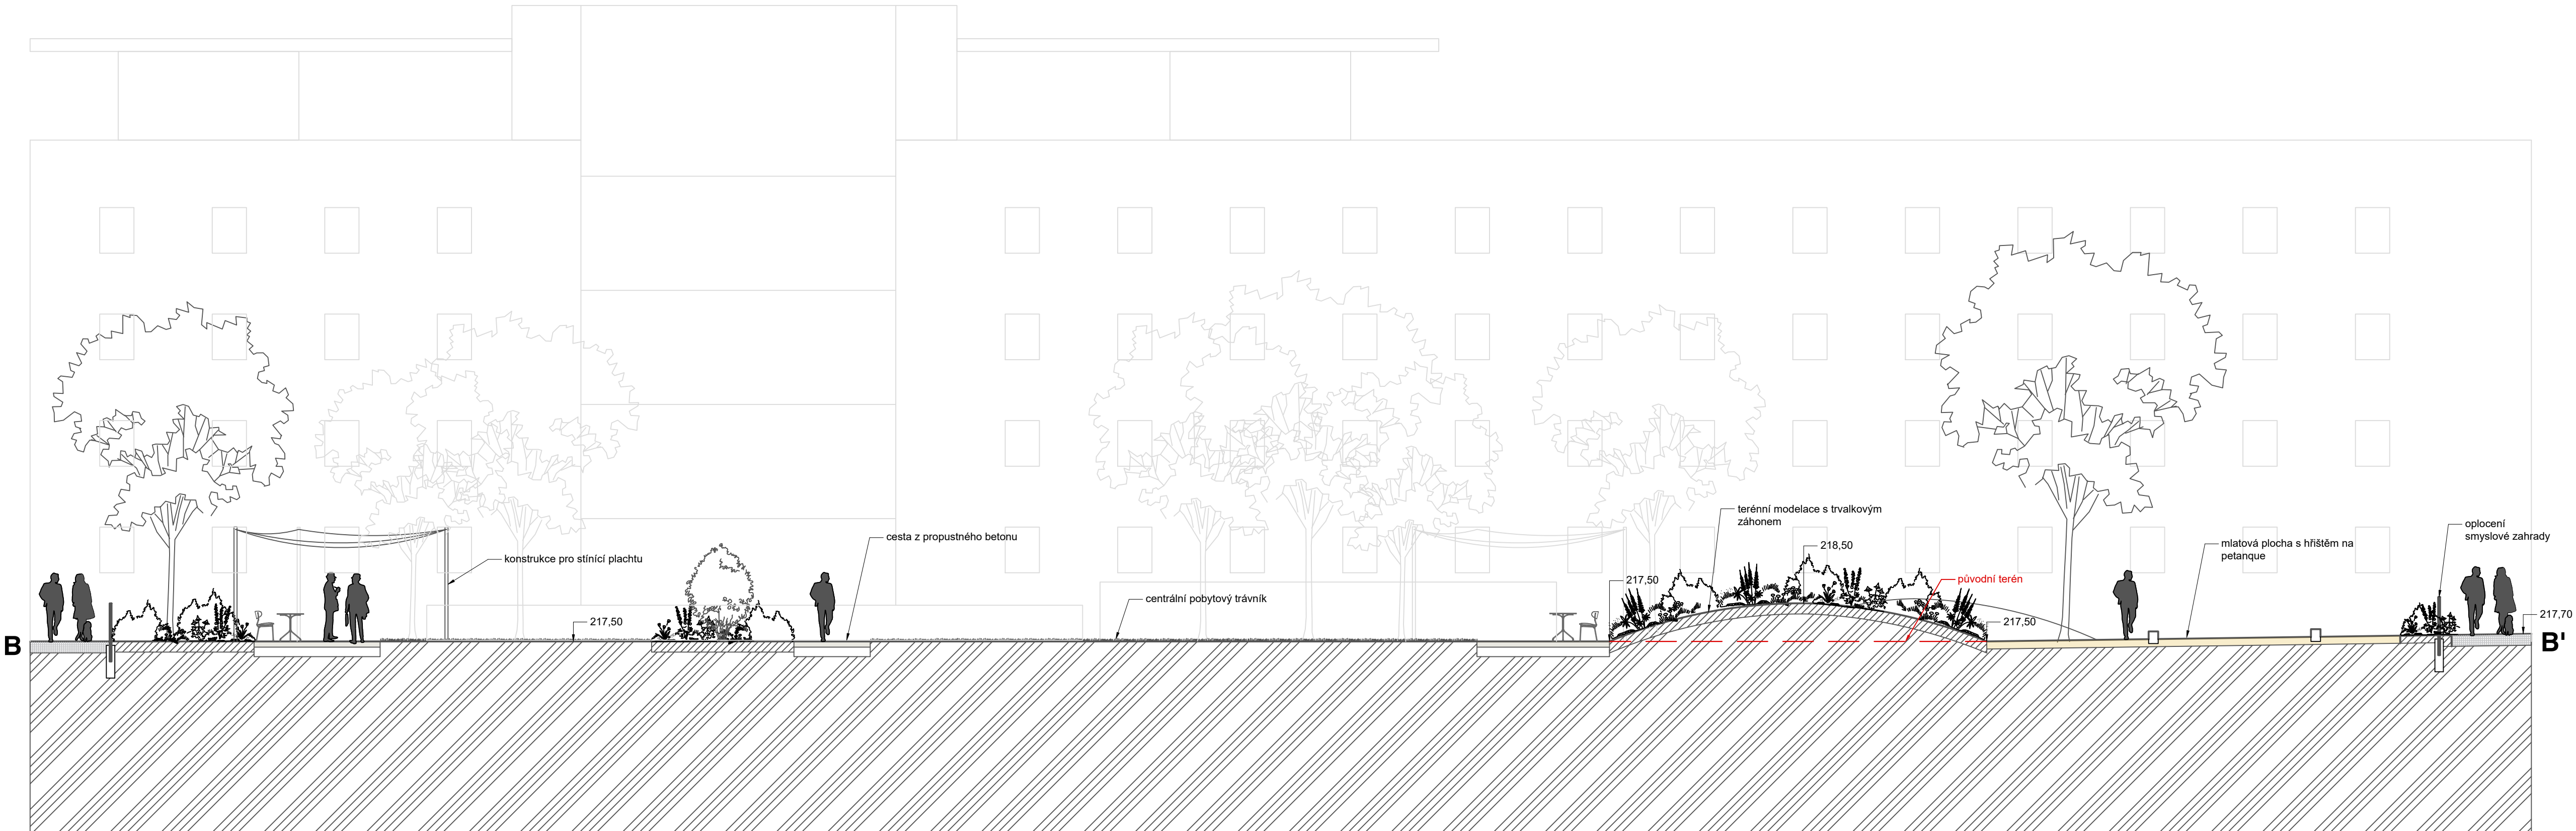 terénní modelace s trvalkovým
záhonem
oplocení
smyslové zahrady
cesta z propustného betonu
218,50
mlatová plocha s hřištěm na
petanque
konstrukce pro stínící plachtu
217,50
původní terén
centrální pobytový trávník
217,50
217,50
217,70
B
B'